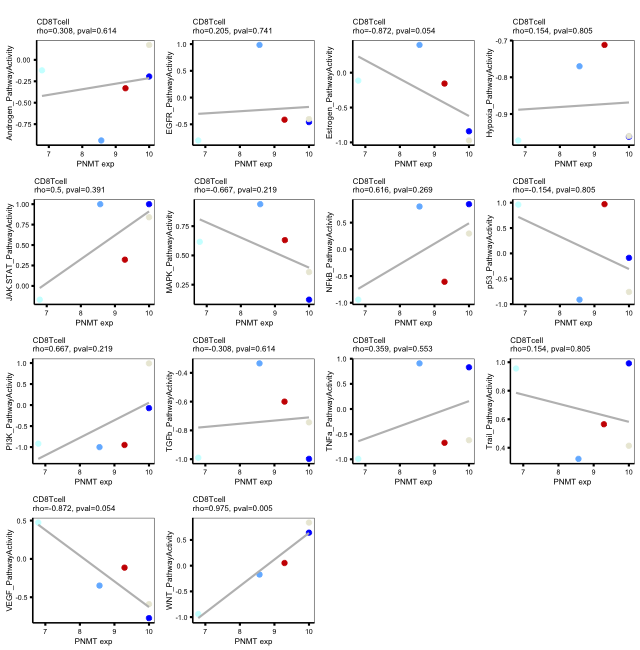 CD8Tcell
rho=0.308, pval=0.614
Androgen_PathwayActivity
0.00
-0.25
-0.50
-0.75
7 8 9 10
PNMT exp
CD8Tcell
rho=0.205, pval=0.741
EGFR_PathwayActivity
1.0
0.5
0.0
-0.5
7 8 9 10
PNMT exp
CD8Tcell
rho=-0.872, pval=0.054
Estrogen_PathwayActivity
0.0
-0.5
-1.0
7 8 9 10
PNMT exp
CD8Tcell
rho=0.154, pval=0.805
Hypoxia_PathwayActivity
-0.7
-0.8
-0.9
7 8 9 10
PNMT exp
CD8Tcell
rho=0.5, pval=0.391
JAK.STAT_PathwayActivity
1.00
0.75
0.50
0.25
0.00
7 8 9 10
PNMT exp
CD8Tcell
rho=-0.667, pval=0.219
MAPK_PathwayActivity
0.75
0.50
0.25
7 8 9 10
PNMT exp
CD8Tcell
rho=0.616, pval=0.269
NFkB_PathwayActivity
1.0
0.5
0.0
-0.5
-1.0
7 8 9 10
PNMT exp
CD8Tcell
rho=-0.154, pval=0.805
p53_PathwayActivity
1.0
0.5
0.0
-0.5
-1.0
7 8 9 10
PNMT exp
CD8Tcell
rho=0.667, pval=0.219
PI3K_PathwayActivity
1.0
0.5
0.0
-0.5
-1.0
7 8 9 10
PNMT exp
CD8Tcell
rho=-0.308, pval=0.614
TGFb_PathwayActivity
-0.4
-0.6
-0.8
-1.0
7 8 9 10
PNMT exp
CD8Tcell
rho=0.359, pval=0.553
TNFa_PathwayActivity
1.0
0.5
0.0
-0.5
-1.0
7 8 9 10
PNMT exp
CD8Tcell
rho=0.154, pval=0.805
Trail_PathwayActivity
1.0
0.8
0.6
0.4
7 8 9 10
PNMT exp
CD8Tcell
rho=-0.872, pval=0.054
VEGF_PathwayActivity
0.5
0.0
-0.5
7 8 9 10
PNMT exp
CD8Tcell
rho=0.975, pval=0.005
WNT_PathwayActivity
0.5
0.0
-0.5
-1.0
7 8 9 10
PNMT exp